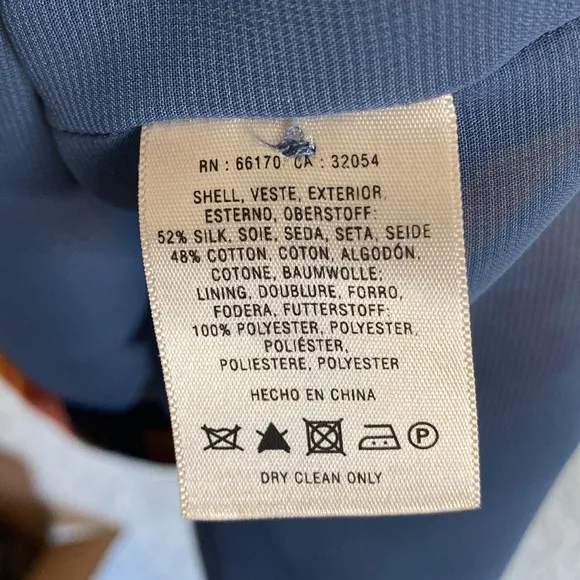 RN : 66170 CA : 32054
SHELL, VESTE, EXTERIOR,
ESTERNO, OBERSTOFF:
52% SILK, SOIE, SEDA, SETA, SEIDE
48% COTTON, COTON, ALGODÓN,
COTONE, BAUMWOLLE:
LINING, DOUBLURE, FORRO,
FODERA, FUTTERSTOFF:
100% POLYESTER, POLYESTER,
POLIÉSTER,
POLIESTERE, POLYESTER
HECHO EN CHINA
P
DRY CLEAN ONLY